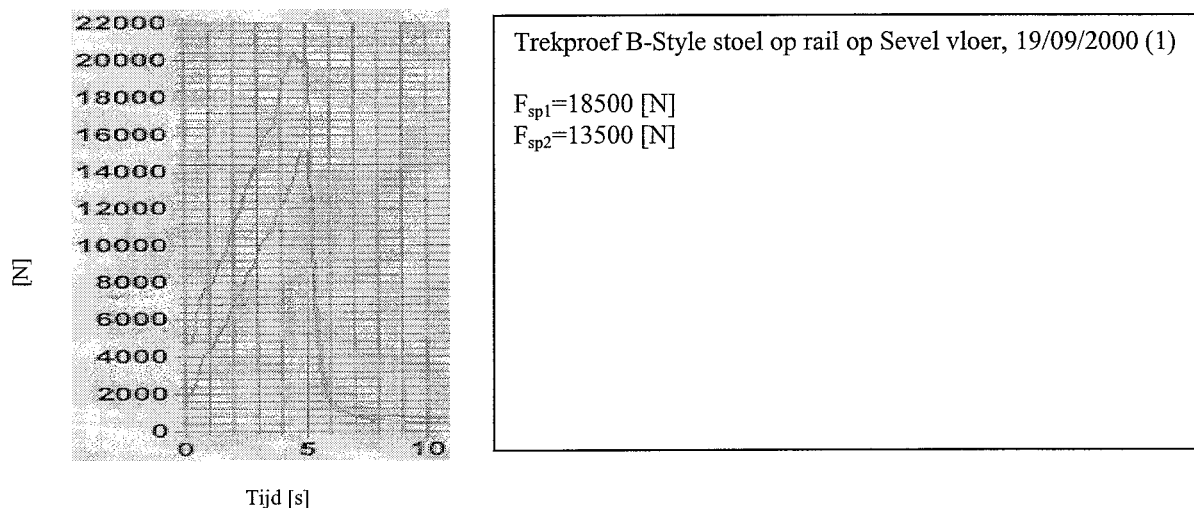 22000
20000
18000
16000
14000
12000
10000
8000
6000
4000
2000
0
0 5 10
[N]
Tijd [s]
Trekproef B-Style stoel op rail op Sevel vloer, 19/09/2000 (1)
Fsp1=18500 [N]
Fsp2=13500 [N]